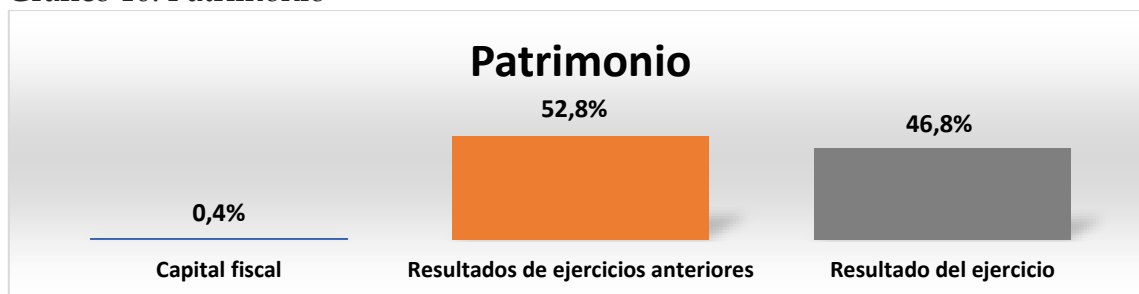 Patrimonio
52,8%
46,8%
0,4%
Capital fiscal
Resultados de ejercicios anteriores
Resultado del ejercicio